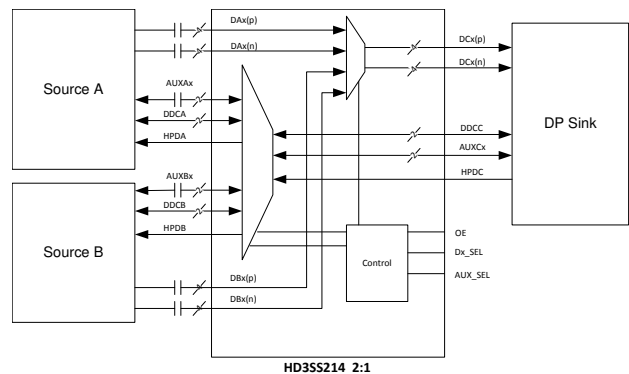 DAx(p)
DAx(n)
Source A
AUXAx
DDCA
HPDA
DCx(p)
DCx(n)
DP Sink
DDCC
AUXCx
HPDC
AUXBx
DDCB
HPDB
Source B
DBx(p)
DBx(n)
Control
OE
Dx_SEL
AUX_SEL
HD3SS214 2:1